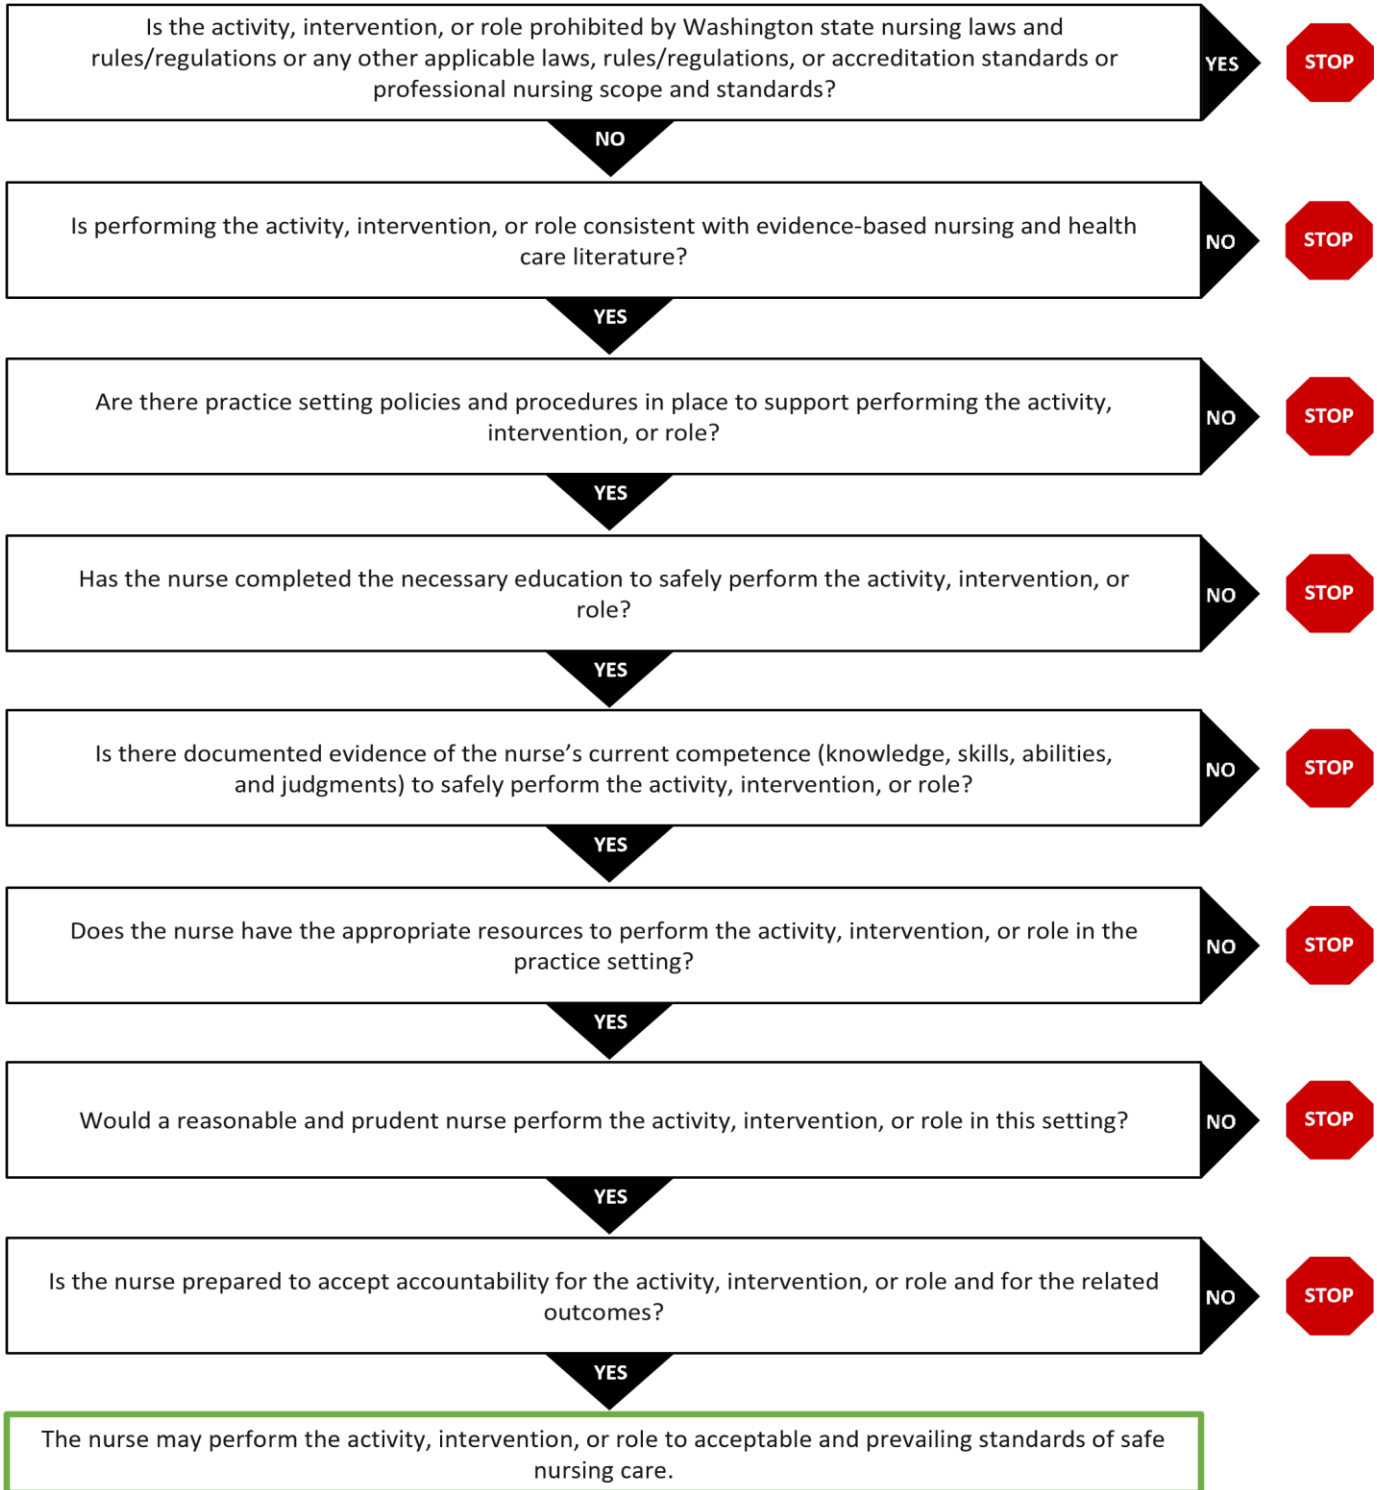 Is the activity, intervention, or role prohibited by Washington state nursing laws and
rules/regulations or any other applicable laws, rules/regulations, or accreditation standards or
professional nursing scope and standards?
YES
STOP
NO
Is performing the activity, intervention, or role consistent with evidence-based nursing and health
care literature?
NO
STOP
YES
Are there practice setting policies and procedures in place to support performing the activity,
intervention, or role?
NO
STOP
YES
Has the nurse completed the necessary education to safely perform the activity, intervention, or
role?
NO
STOP
YES
Is there documented evidence of the nurse’s current competence (knowledge, skills, abilities,
and judgments) to safely perform the activity, intervention, or role?
NO
STOP
YES
Does the nurse have the appropriate resources to perform the activity, intervention, or role in the
practice setting?
NO
STOP
YES
Would a reasonable and prudent nurse perform the activity, intervention, or role in this setting?
NO
STOP
YES
Is the nurse prepared to accept accountability for the activity, intervention, or role and for the related
outcomes?
NO
STOP
YES
The nurse may perform the activity, intervention, or role to acceptable and prevailing standards of safe
nursing care.